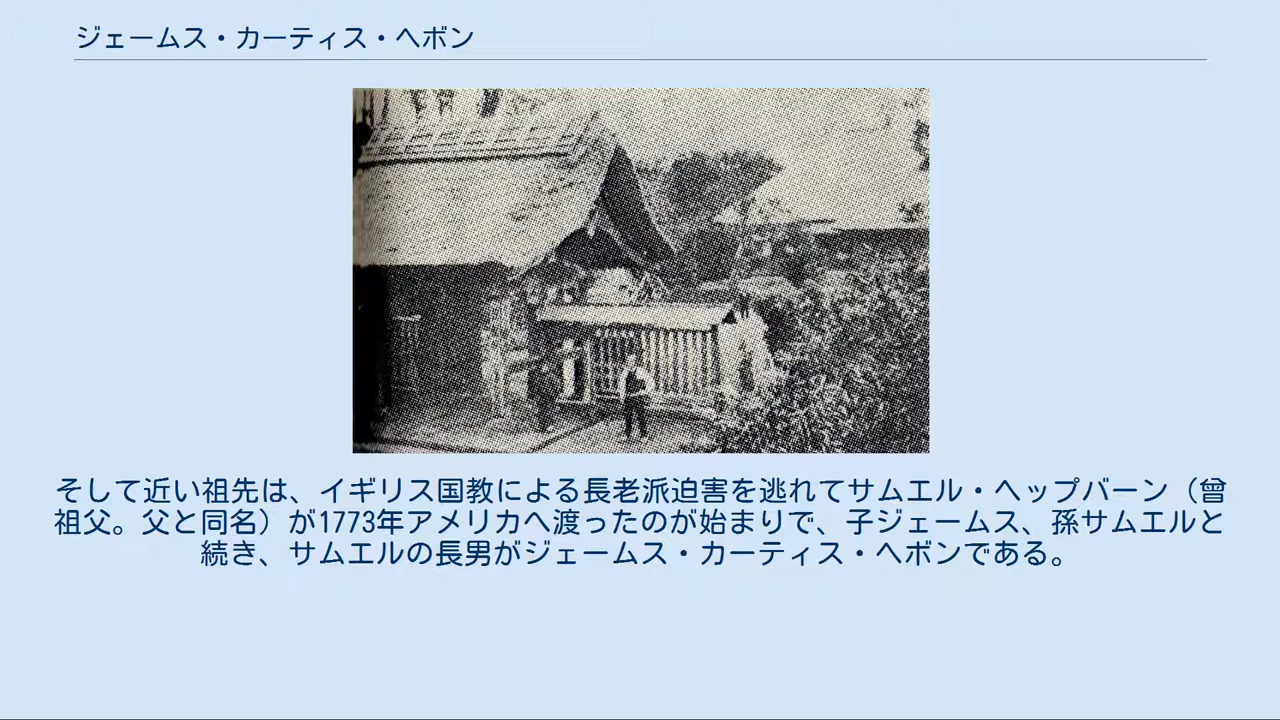 ジェームス・カーティス・ヘボン
そして近い祖先は、イギリス国教による長老派迫害を逃れてサムエル・ヘップバーン（曾
祖父。父と同名）が1773年アメリカへ渡ったのが始まりで、子ジェームス、孫サムエルと
続き、サムエルの長男がジェームス・カーティス・ヘボンである。